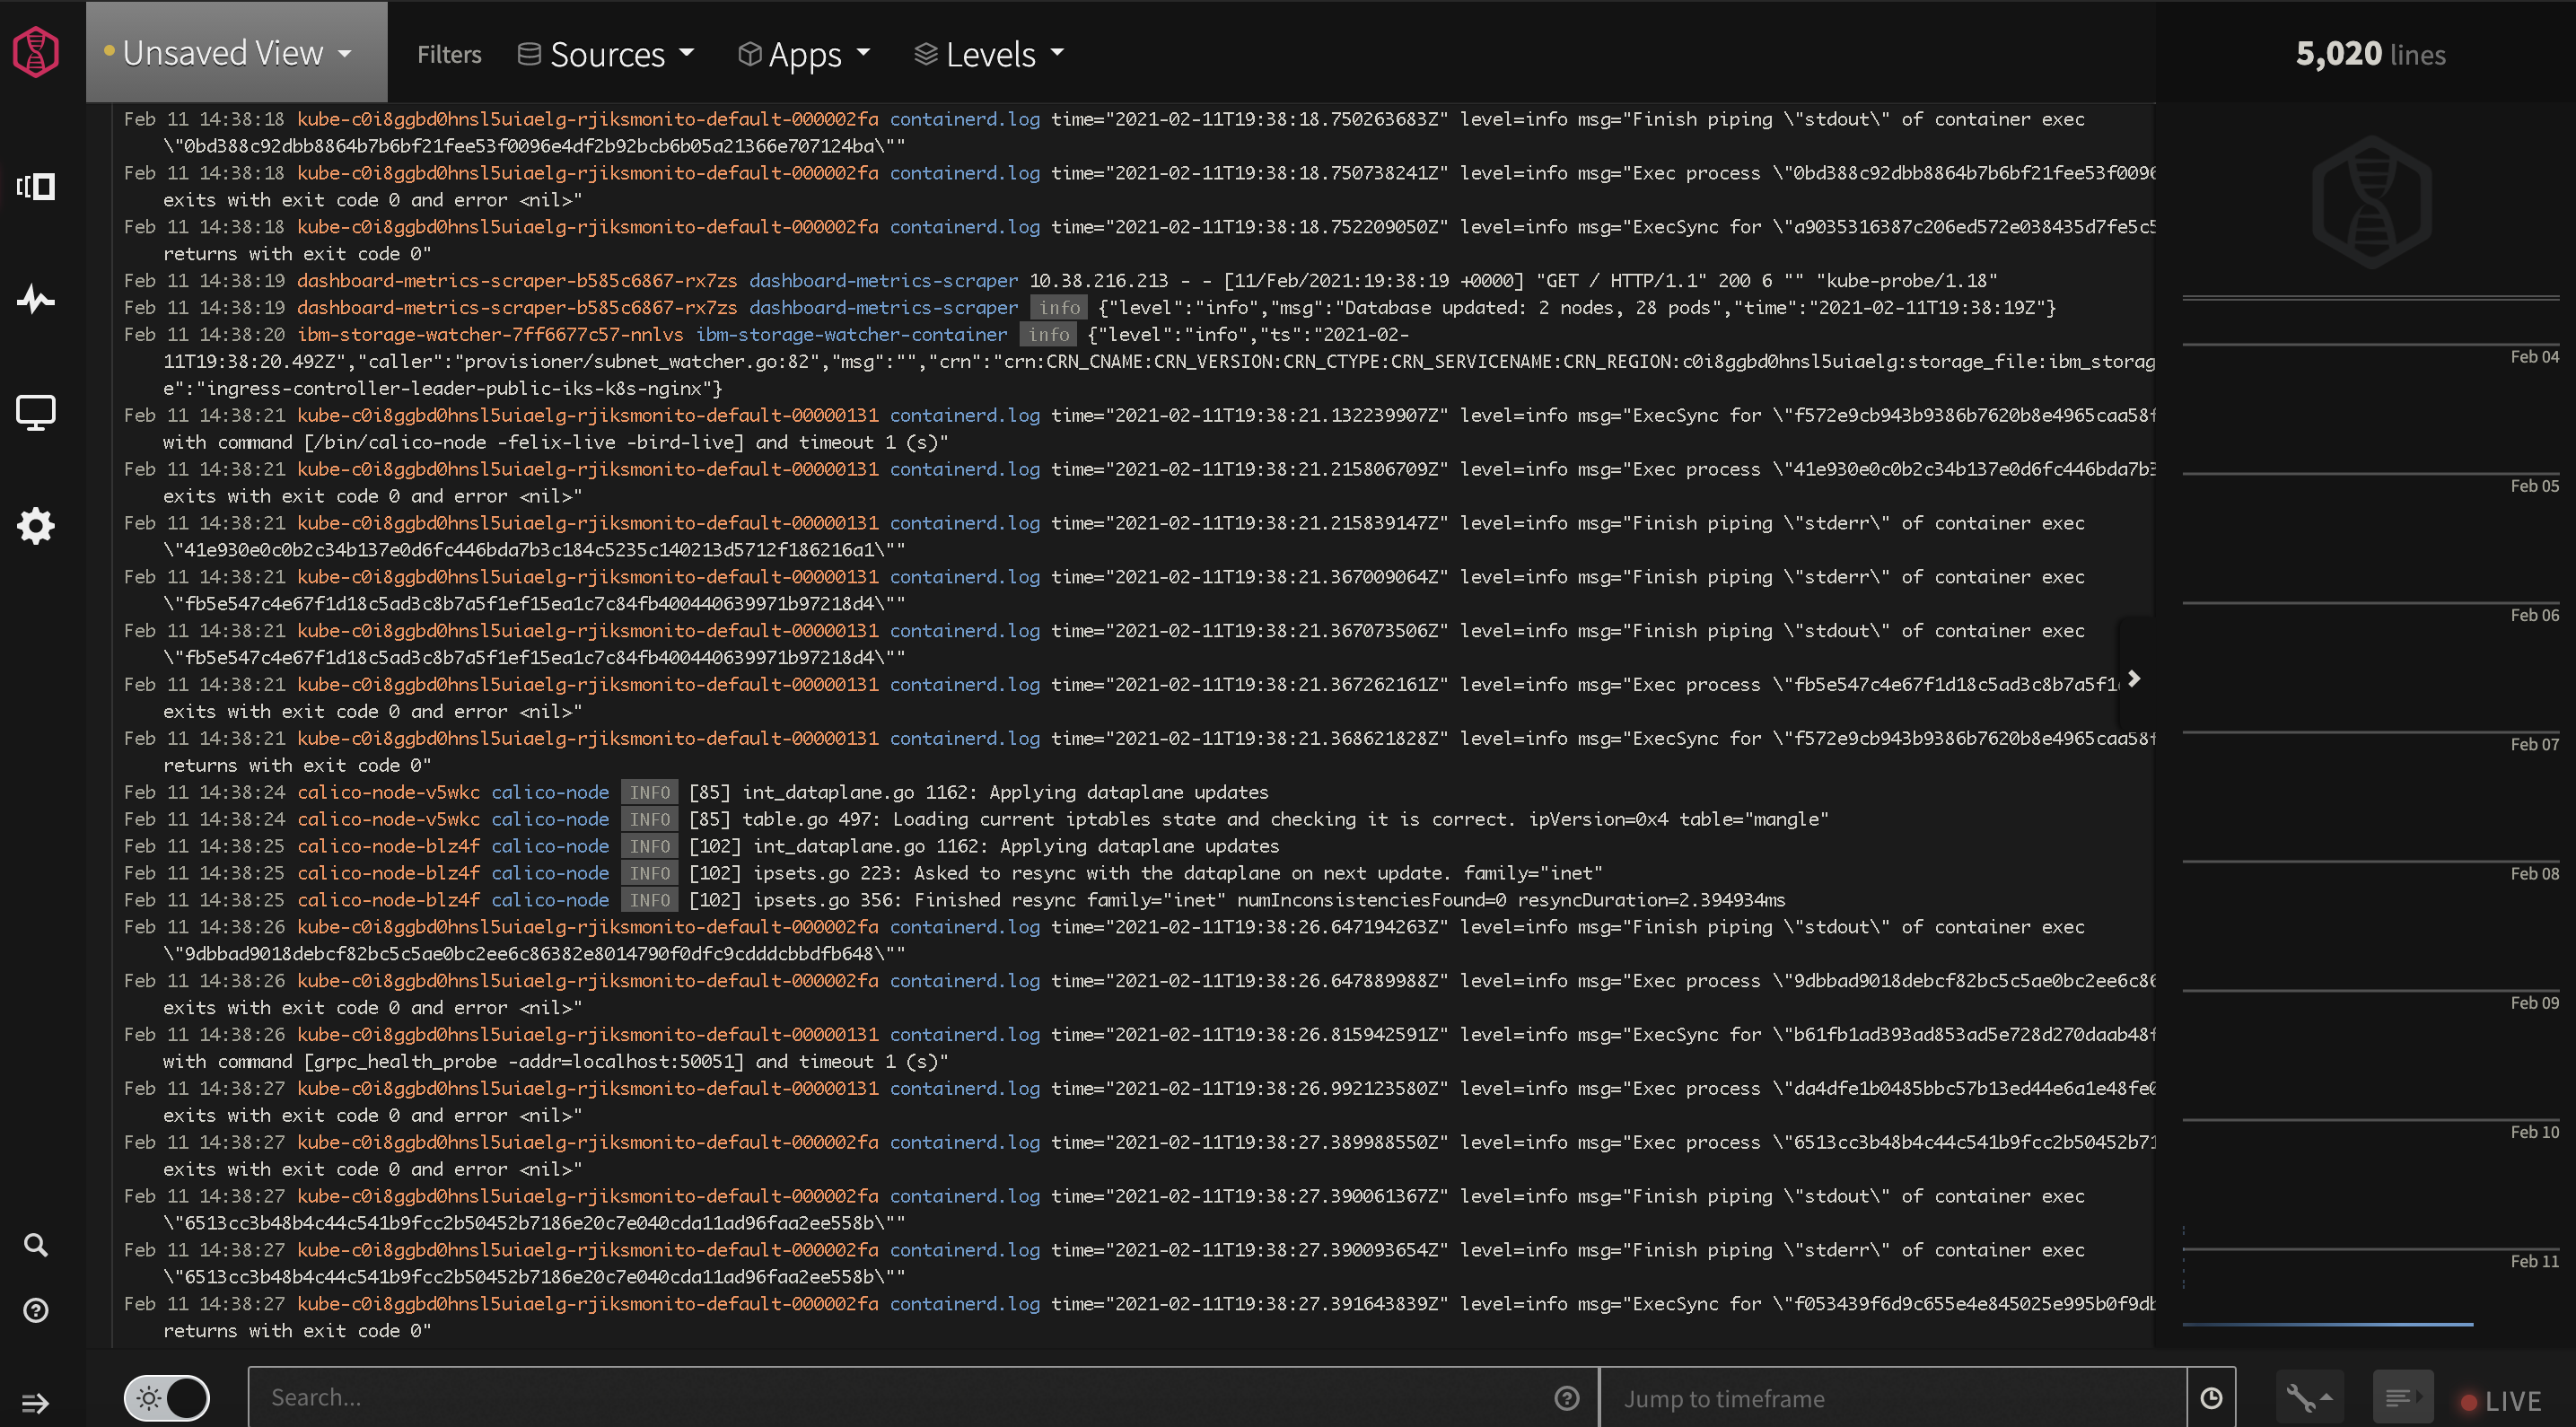 Unsaved View
Filters Sources Apps Levels
5,020 lines
Feb 11 14:38:18 kube-c0i8ggbd0hnsl5uiaelg-rjiksmonito-default-000002fa containerd.log time="2021-02-11T19:38:18.750263683Z" level=info msg="Finish piping \"stdout\" of container exec
\"0bd388c92dbb8864b7b6bf21fee53f0096e4df2b92bcb6b05a21366e707124ba\""
Feb 11 14:38:18 kube-c0i8ggbd0hnsl5uiaelg-rjiksmonito-default-000002fa containerd.log time="2021-02-11T19:38:18.750738241Z" level=info msg="Exec process \"0bd388c92dbb8864b7b6bf21fee53f0096
exits with exit code 0 and error <nil>"
Feb 11 14:38:18 kube-c0i8ggbd0hnsl5uiaelg-rjiksmonito-default-000002fa containerd.log time="2021-02-11T19:38:18.752209050Z" level=info msg="ExecSync for \"a9035316387c206ed572e038435d7fe5c5
returns with exit code 0"
Feb 11 14:38:19 dashboard-metrics-scraper-b585c6867-rx7zs dashboard-metrics-scraper 10.38.216.213 - - [11/Feb/2021:19:38:19 +0000] "GET / HTTP/1.1" 200 6 "" "kube-probe/1.18"
Feb 11 14:38:19 dashboard-metrics-scraper-b585c6867-rx7zs dashboard-metrics-scraper info {"level":"info","msg":"Database updated: 2 nodes, 28 pods","time":"2021-02-11T19:38:19Z"}
Feb 11 14:38:20 ibm-storage-watcher-7ff6677c57-nnlvs ibm-storage-watcher-container info {"level":"info","ts":"2021-02-
11T19:38:20.492Z","caller":"provisioner/subnet_watcher.go:82","msg":"","crn":"crn:CRN_CNAME:CRN_VERSION:CRN_CTYPE:CRN_SERVICENAME:CRN_REGION:c0i8ggbd0hnsl5uiaelg:storage_file:ibm_storag
e":"ingress-controller-leader-public-iks-k8s-nginx"}
Feb 11 14:38:21 kube-c0i8ggbd0hnsl5uiaelg-rjiksmonito-default-00000131 containerd.log time="2021-02-11T19:38:21.132239907Z" level=info msg="ExecSync for \"f572e9cb943b9386b7620b8e4965caa58f
with command [/bin/calico-node -felix-live -bird-live] and timeout 1 (s)"
Feb 11 14:38:21 kube-c0i8ggbd0hnsl5uiaelg-rjiksmonito-default-00000131 containerd.log time="2021-02-11T19:38:21.215806709Z" level=info msg="Exec process \"41e930e0c0b2c34b137e0d6fc446bda7b3
exits with exit code 0 and error <nil>"
Feb 11 14:38:21 kube-c0i8ggbd0hnsl5uiaelg-rjiksmonito-default-00000131 containerd.log time="2021-02-11T19:38:21.215839147Z" level=info msg="Finish piping \"stderr\" of container exec
\"41e930e0c0b2c34b137e0d6fc446bda7b3c184c5235c140213d5712f186216a1\""
Feb 11 14:38:21 kube-c0i8ggbd0hnsl5uiaelg-rjiksmonito-default-00000131 containerd.log time="2021-02-11T19:38:21.367009064Z" level=info msg="Finish piping \"stderr\" of container exec
\"fb5e547c4e67f1d18c5ad3c8b7a5f1ef15ea1c7c84fb400440639971b97218d4\""
Feb 11 14:38:21 kube-c0i8ggbd0hnsl5uiaelg-rjiksmonito-default-00000131 containerd.log time="2021-02-11T19:38:21.367073506Z" level=info msg="Finish piping \"stdout\" of container exec
\"fb5e547c4e67f1d18c5ad3c8b7a5f1ef15ea1c7c84fb400440639971b97218d4\""
Feb 11 14:38:21 kube-c0i8ggbd0hnsl5uiaelg-rjiksmonito-default-00000131 containerd.log time="2021-02-11T19:38:21.367262161Z" level=info msg="Exec process \"fb5e547c4e67f1d18c5ad3c8b7a5f1
exits with exit code 0 and error <nil>"
Feb 11 14:38:21 kube-c0i8ggbd0hnsl5uiaelg-rjiksmonito-default-00000131 containerd.log time="2021-02-11T19:38:21.368621828Z" level=info msg="ExecSync for \"f572e9cb943b9386b7620b8e4965caa58f
returns with exit code 0"
Feb 11 14:38:24 calico-node-v5wkc calico-node INFO [85] int_dataplane.go 1162: Applying dataplane updates
Feb 11 14:38:24 calico-node-v5wkc calico-node INFO [85] table.go 497: Loading current iptables state and checking it is correct. ipVersion=0x4 table="mangle"
Feb 11 14:38:25 calico-node-blz4f calico-node INFO [102] int_dataplane.go 1162: Applying dataplane updates
Feb 11 14:38:25 calico-node-blz4f calico-node INFO [102] ipsets.go 223: Asked to resync with the dataplane on next update. family="inet"
Feb 11 14:38:25 calico-node-blz4f calico-node INFO [102] ipsets.go 356: Finished resync family="inet" numInconsistenciesFound=0 resyncDuration=2.394934ms
Feb 11 14:38:26 kube-c0i8ggbd0hnsl5uiaelg-rjiksmonito-default-000002fa containerd.log time="2021-02-11T19:38:26.647194263Z" level=info msg="Finish piping \"stdout\" of container exec
\"9dbbad9018debcf82bc5c5ae0bc2ee6c86382e8014790f0dfc9cdddcbbdfb648\""
Feb 11 14:38:26 kube-c0i8ggbd0hnsl5uiaelg-rjiksmonito-default-000002fa containerd.log time="2021-02-11T19:38:26.647889988Z" level=info msg="Exec process \"9dbbad9018debcf82bc5c5ae0bc2ee6c86
exits with exit code 0 and error <nil>"
Feb 11 14:38:26 kube-c0i8ggbd0hnsl5uiaelg-rjiksmonito-default-00000131 containerd.log time="2021-02-11T19:38:26.815942591Z" level=info msg="ExecSync for \"b61fb1ad393ad853ad5e728d270daab48f
with command [grpc_health_probe -addr=localhost:50051] and timeout 1 (s)"
Feb 11 14:38:27 kube-c0i8ggbd0hnsl5uiaelg-rjiksmonito-default-00000131 containerd.log time="2021-02-11T19:38:26.992123580Z" level=info msg="Exec process \"da4dfe1b0485bbc57b13ed44e6a1e48fe0
exits with exit code 0 and error <nil>"
Feb 11 14:38:27 kube-c0i8ggbd0hnsl5uiaelg-rjiksmonito-default-000002fa containerd.log time="2021-02-11T19:38:27.389988550Z" level=info msg="Exec process \"6513cc3b48b4c44c541b9fcc2b50452b71
exits with exit code 0 and error <nil>"
Feb 11 14:38:27 kube-c0i8ggbd0hnsl5uiaelg-rjiksmonito-default-000002fa containerd.log time="2021-02-11T19:38:27.390061367Z" level=info msg="Finish piping \"stdout\" of container exec
\"6513cc3b48b4c44c541b9fcc2b50452b7186e20c7e040cda11ad96faa2ee558b\""
Feb 11 14:38:27 kube-c0i8ggbd0hnsl5uiaelg-rjiksmonito-default-000002fa containerd.log time="2021-02-11T19:38:27.390093654Z" level=info msg="Finish piping \"stderr\" of container exec
\"6513cc3b48b4c44c541b9fcc2b50452b7186e20c7e040cda11ad96faa2ee558b\""
Feb 11 14:38:27 kube-c0i8ggbd0hnsl5uiaelg-rjiksmonito-default-000002fa containerd.log time="2021-02-11T19:38:27.391643839Z" level=info msg="ExecSync for \"f053439f6d9c655e4e845025e995b0f9db
returns with exit code 0"
Feb 04
Feb 05
Feb 06
Feb 07
Feb 08
Feb 09
Feb 10
Feb 11
Search...
Jump to timeframe
LIVE